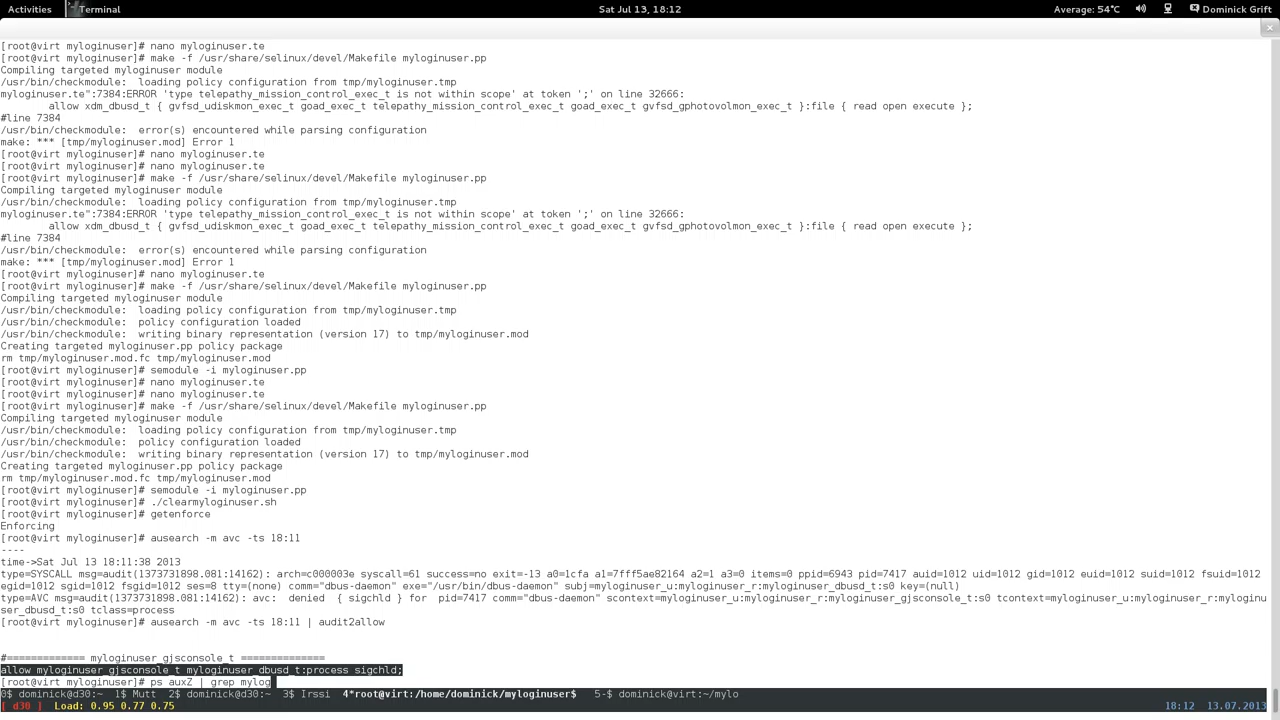 Activities Terminal Sat Jul 13, 18:12 Average: 54°C Dominick Grift
[root@virt myloginuser]# nano myloginuser.te
[root@virt myloginuser]# make -f /usr/share/selinux/devel/Makefile myloginuser.pp
Compiling targeted myloginuser module
/usr/bin/checkmodule:  loading policy configuration from tmp/myloginuser.tmp
myloginuser.te":7384:ERROR 'type telepathy_mission_control_exec_t is not within scope' at token ';' on line 32666:
        allow xdm_dbusd_t { gvfsd_udiskmon_exec_t goad_exec_t telepathy_mission_control_exec_t goad_exec_t gvfsd_gphotovolmon_exec_t }:file { read open execute };
#line 7384
/usr/bin/checkmodule:  error(s) encountered while parsing configuration
make: *** [tmp/myloginuser.mod] Error 1
[root@virt myloginuser]# nano myloginuser.te
[root@virt myloginuser]# nano myloginuser.te
[root@virt myloginuser]# make -f /usr/share/selinux/devel/Makefile myloginuser.pp
Compiling targeted myloginuser module
/usr/bin/checkmodule:  loading policy configuration from tmp/myloginuser.tmp
myloginuser.te":7384:ERROR 'type telepathy_mission_control_exec_t is not within scope' at token ';' on line 32666:
        allow xdm_dbusd_t { gvfsd_udiskmon_exec_t goad_exec_t telepathy_mission_control_exec_t goad_exec_t gvfsd_gphotovolmon_exec_t }:file { read open execute };
#line 7384
/usr/bin/checkmodule:  error(s) encountered while parsing configuration
make: *** [tmp/myloginuser.mod] Error 1
[root@virt myloginuser]# nano myloginuser.te
[root@virt myloginuser]# make -f /usr/share/selinux/devel/Makefile myloginuser.pp
Compiling targeted myloginuser module
/usr/bin/checkmodule:  loading policy configuration from tmp/myloginuser.tmp
/usr/bin/checkmodule:  policy configuration loaded
/usr/bin/checkmodule:  writing binary representation (version 17) to tmp/myloginuser.mod
Creating targeted myloginuser.pp policy package
rm tmp/myloginuser.mod.fc tmp/myloginuser.mod
[root@virt myloginuser]# semodule -i myloginuser.pp
[root@virt myloginuser]# nano myloginuser.te
[root@virt myloginuser]# nano myloginuser.te
[root@virt myloginuser]# make -f /usr/share/selinux/devel/Makefile myloginuser.pp
Compiling targeted myloginuser module
/usr/bin/checkmodule:  loading policy configuration from tmp/myloginuser.tmp
/usr/bin/checkmodule:  policy configuration loaded
/usr/bin/checkmodule:  writing binary representation (version 17) to tmp/myloginuser.mod
Creating targeted myloginuser.pp policy package
rm tmp/myloginuser.mod.fc tmp/myloginuser.mod
[root@virt myloginuser]# semodule -i myloginuser.pp
[root@virt myloginuser]# ./clearmyloginuser.sh
[root@virt myloginuser]# getenforce
Enforcing
[root@virt myloginuser]# ausearch -m avc -ts 18:11
----
time->Sat Jul 13 18:11:38 2013
type=SYSCALL msg=audit(1373731898.081:14162): arch=c000003e syscall=61 success=no exit=-13 a0=1cfa a1=7fff5ae82164 a2=1 a3=0 items=0 ppid=6943 pid=7417 auid=1012 uid=1012 gid=1012 euid=1012 suid=1012 fsuid=1012
egid=1012 sgid=1012 fsgid=1012 ses=8 tty=(none) comm="dbus-daemon" exe="/usr/bin/dbus-daemon" subj=myloginuser_u:myloginuser_r:myloginuser_dbusd_t:s0 key=(null)
type=AVC msg=audit(1373731898.081:14162): avc:  denied  { sigchld } for  pid=7417 comm="dbus-daemon" scontext=myloginuser_u:myloginuser_r:myloginuser_gjsconsole_t:s0 tcontext=myloginuser_u:myloginuser_r:myloginu
ser_dbusd_t:s0 tclass=process
[root@virt myloginuser]# ausearch -m avc -ts 18:11 | audit2allow
#============= myloginuser_gjsconsole_t ==============
allow myloginuser_gjsconsole_t myloginuser_dbusd_t:process sigchld;
[root@virt myloginuser]# ps auxZ | grep mylog
0$ dominick@d30:~  1$ Mutt  2$ dominick@d30:~  3$ Irssi  4*root@virt:/home/dominick/myloginuser$   5-$ dominick@virt:~/mylo
[ d30 ] Load: 0.95 0.77 0.75 18:12 13.07.2013